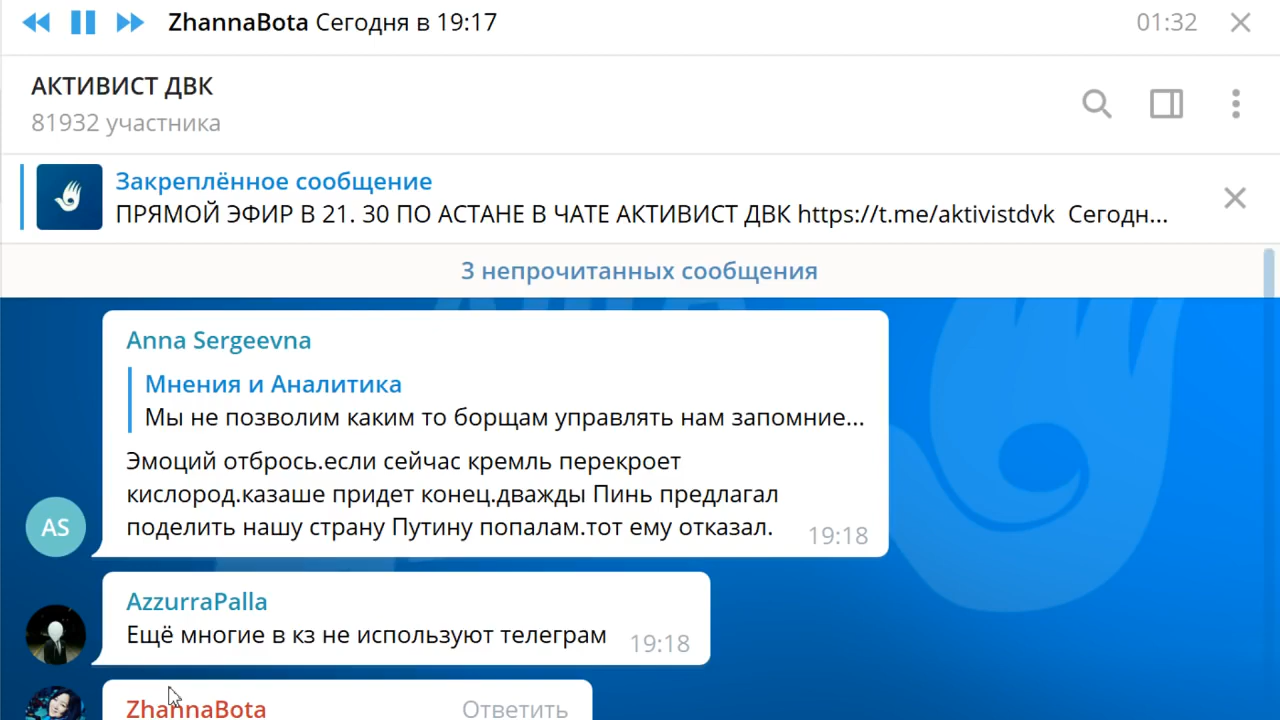 ZhannaBota Сегодня в 19:17
01:32
АКТИВИСТ ДВК
81932 участника
Закреплённое сообщение
ПРЯМОЙ ЭФИР В 21. 30 ПО АСТАНЕ В ЧАТЕ АКТИВИСТ ДВК https://t.me/aktivistdvk Сегодн...
3 непрочитанных сообщения
Anna Sergeevna
Мнения и Аналитика
Мы не позволим каким то борщам управлять нам запомние...
Эмоций отбрось.если сейчас кремль перекроет
кислород.казаше придет конец.дважды Пинь предлагал
поделить нашу страну Путину попалам.тот ему отказал.
19:18
AS
AzzurraPalla
Ещё многие в кз не используют телеграм
19:18
ZhannaBota
Ответить